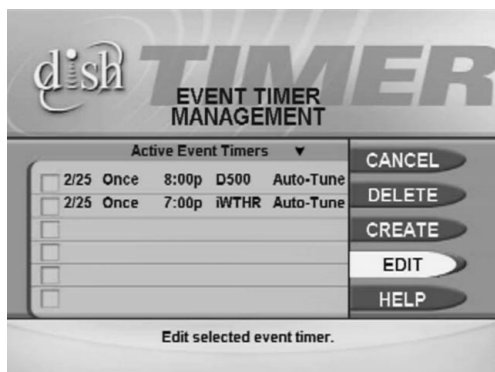 dish TIMER
EVENT TIMER
MANAGEMENT
Active Event Timers
2/25 Once 8:00p D500 Auto-Tune
2/25 Once 7:00p iWTHR Auto-Tune
CANCEL
DELETE
CREATE
EDIT
HELP
Edit selected event timer.